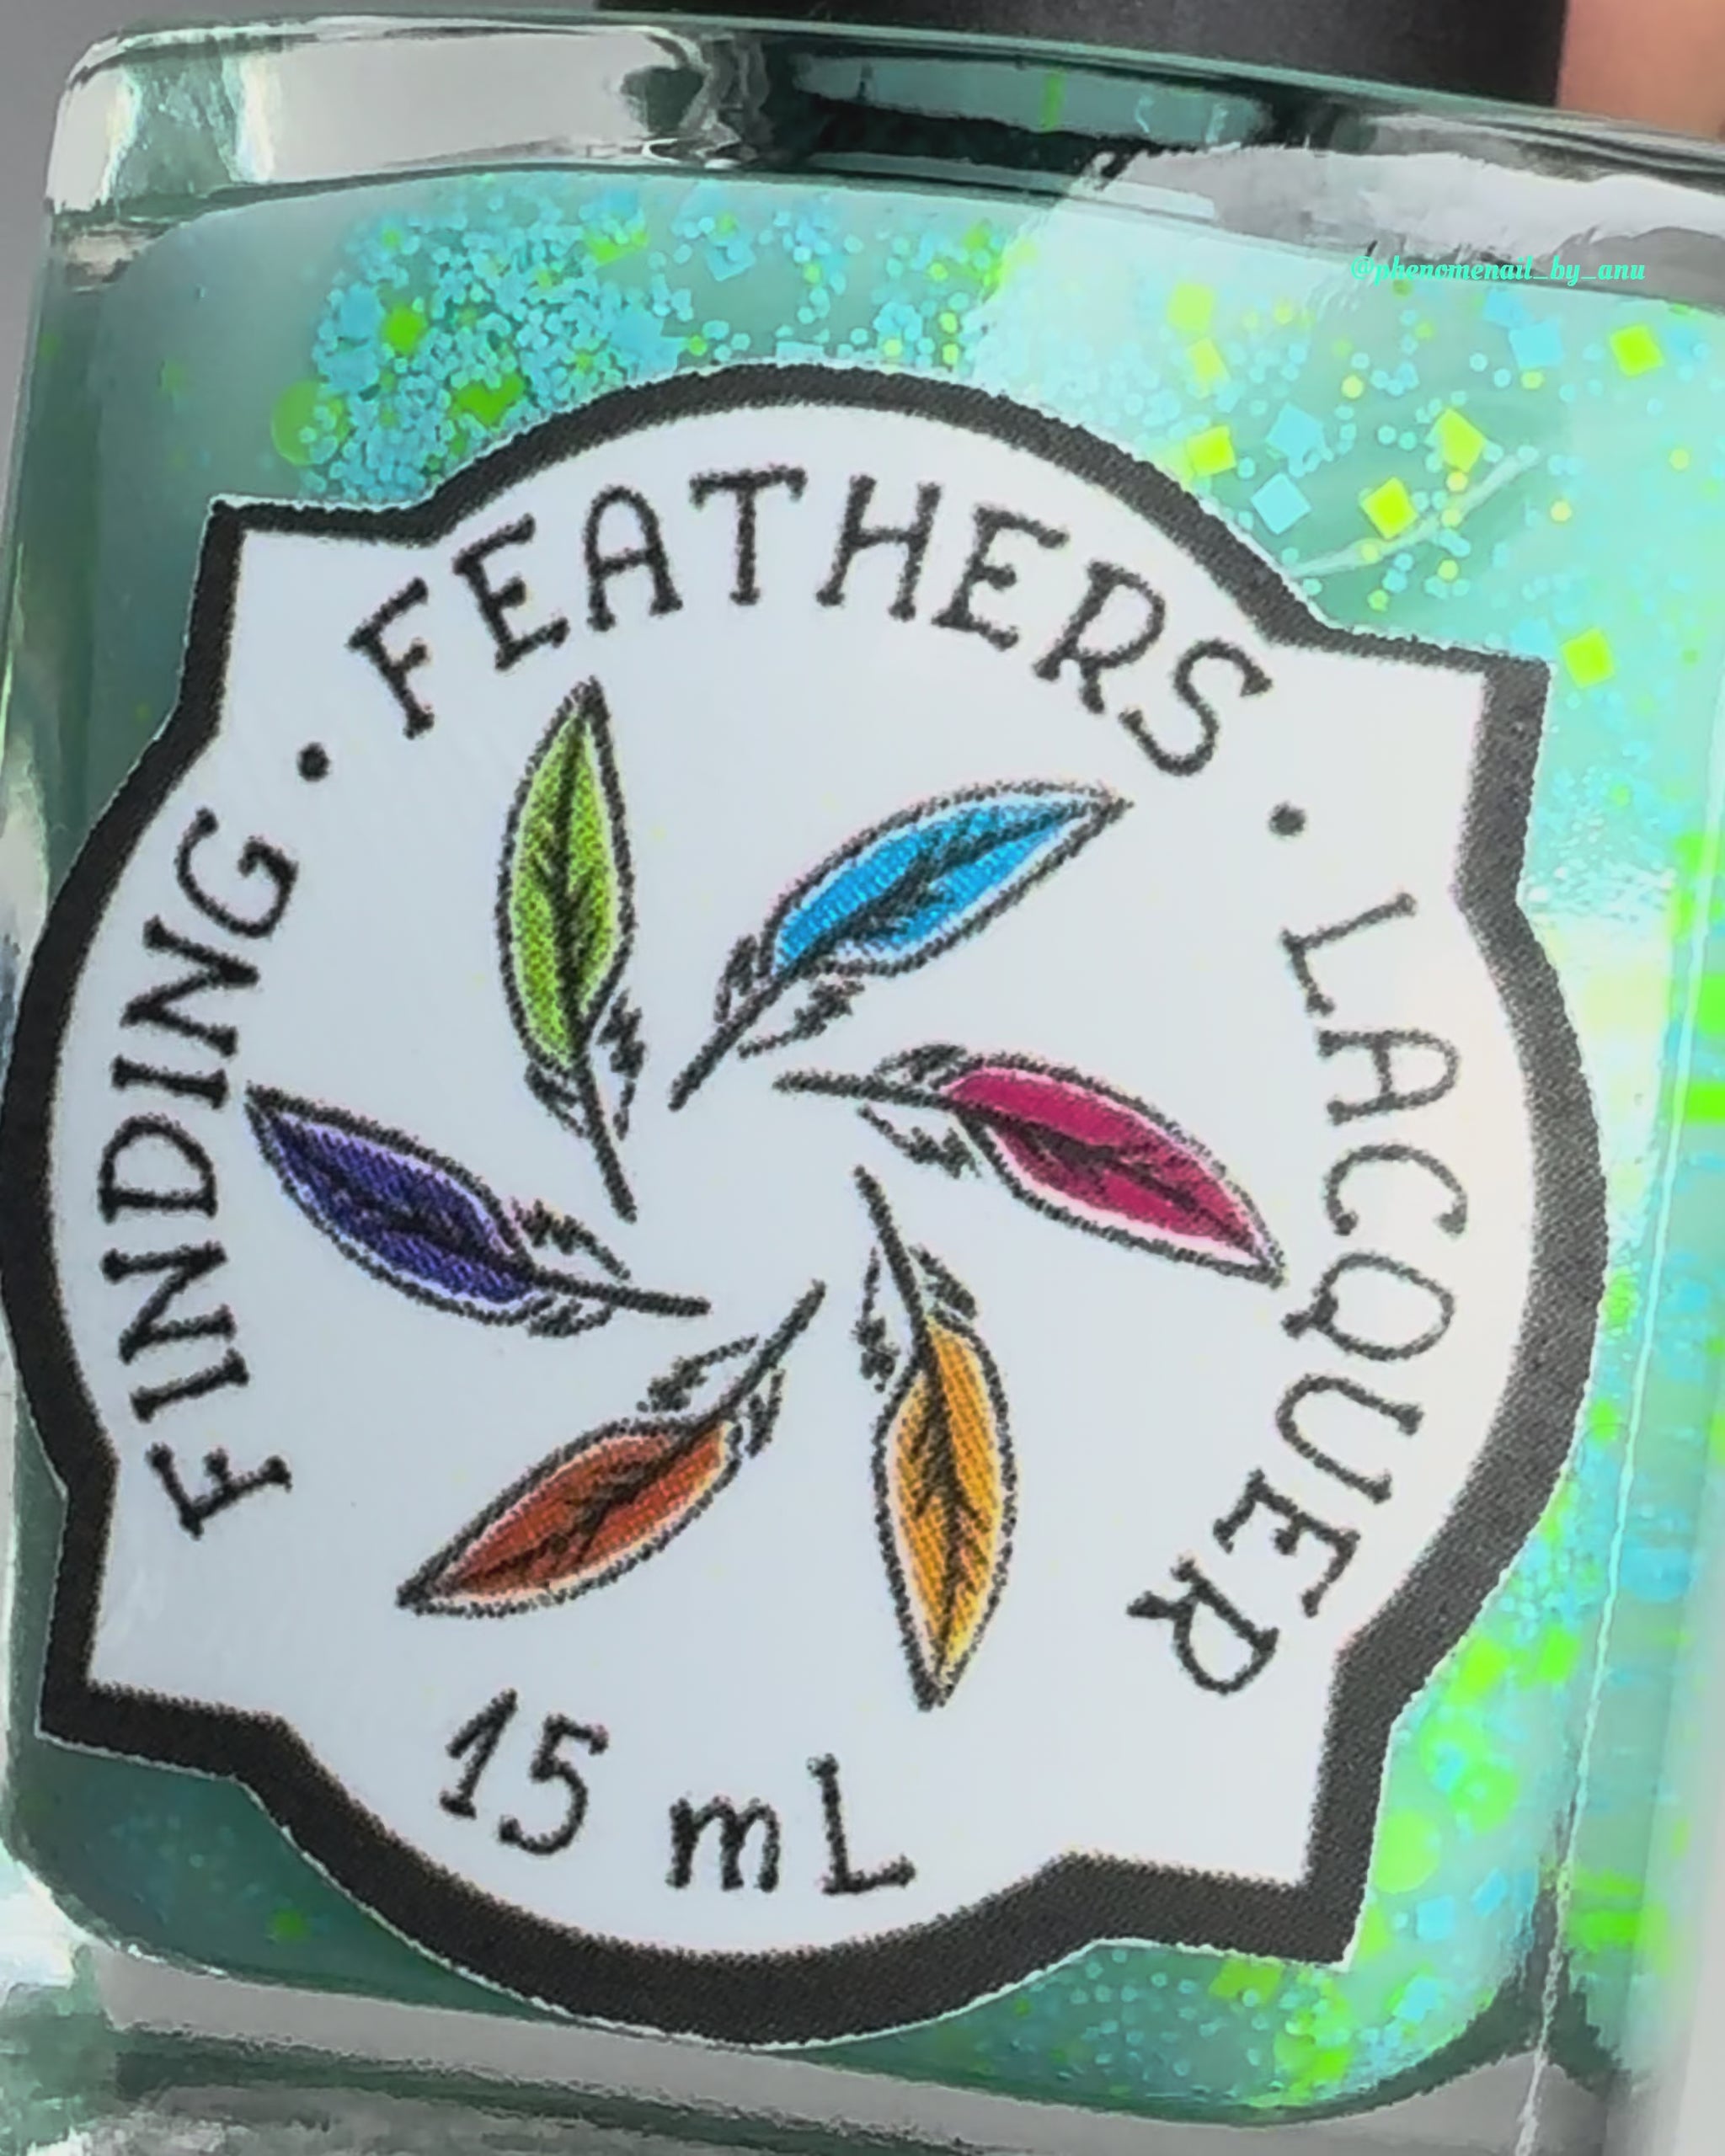 @phenomenail_by_anu
FINDING • FEATHERS • LACQUER
15 mL